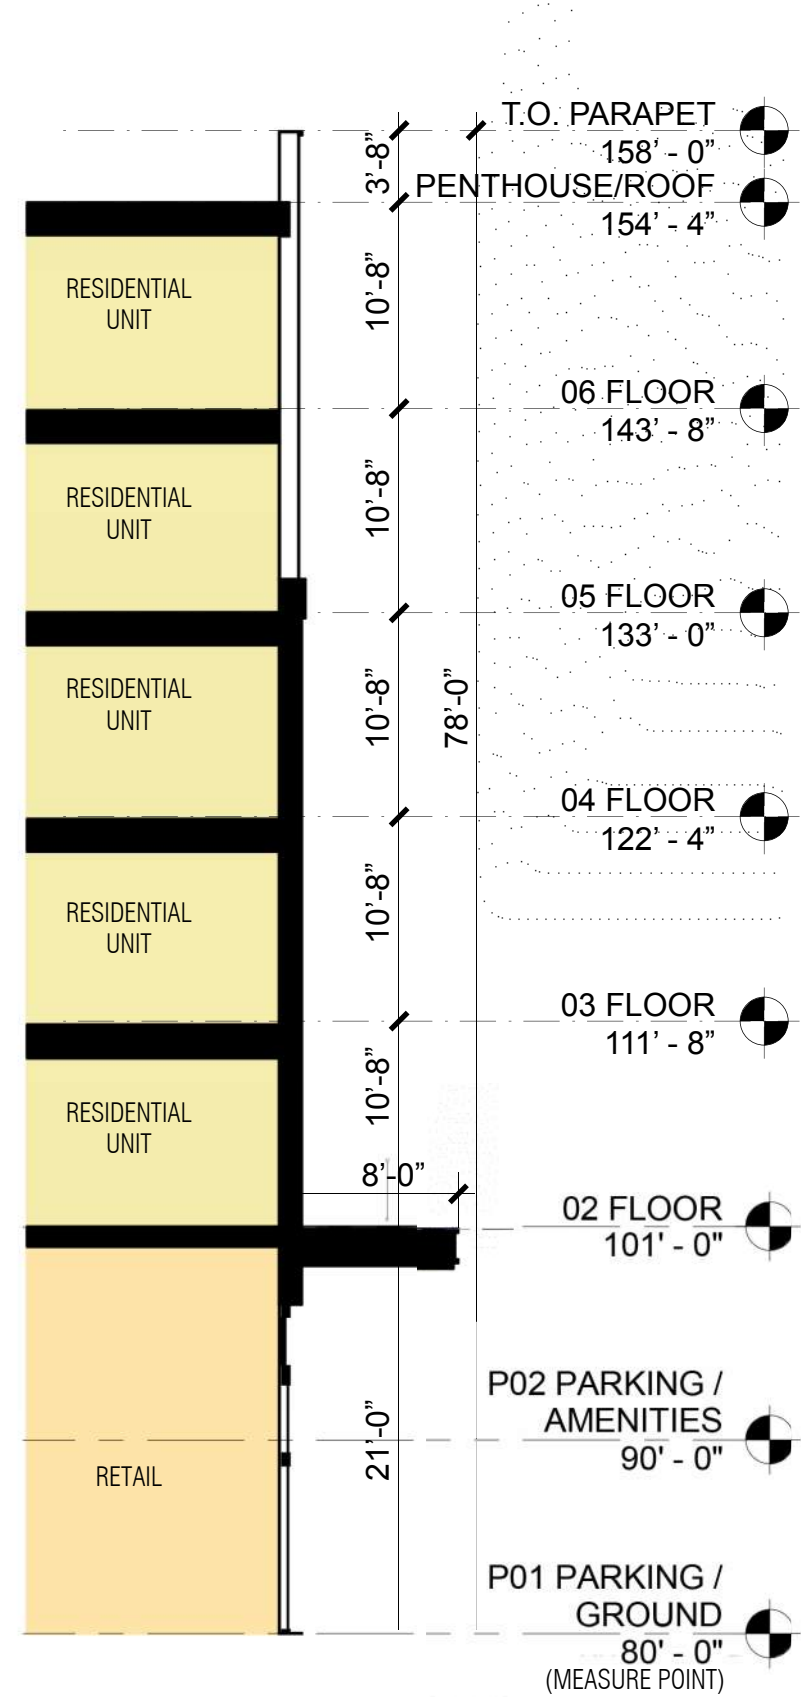 T.O. PARAPET
158' - 0”
3’-8”
PENTHOUSE/ROOF
154’ - 4”
RESIDENTIAL
UNIT
10’-8”
06 FLOOR
143’ - 8”
RESIDENTIAL
UNIT
10’-8”
05 FLOOR
133’ - 0”
RESIDENTIAL
UNIT
10’-8”
78’-0”
04 FLOOR
122’ - 4”
RESIDENTIAL
UNIT
10’-8”
03 FLOOR
111’ - 8”
RESIDENTIAL
UNIT
10’-8”
8’-0”
02 FLOOR
101' - 0"
P02 PARKING /
AMENITIES
90' - 0"
RETAIL
21’-0”
P01 PARKING /
GROUND
80' - 0"
(MEASURE POINT)